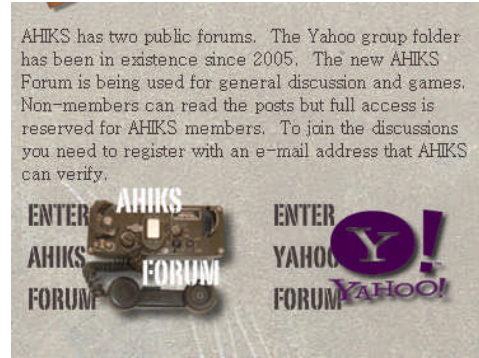 AHIKS has two public forums. The Yahoo group folder
has been in existence since 2005. The new AHIKS
Forum is being used for general discussion and games.
Non-members can read the posts but full access is
reserved for AHIKS members. To join the discussions
you need to register with an e-mail address that AHIKS
can verify.
ENTER
AHIKS
FORUM
AHIKS
FORUM
ENTER
YAHOO
FORUM
Y!
YAHOO!